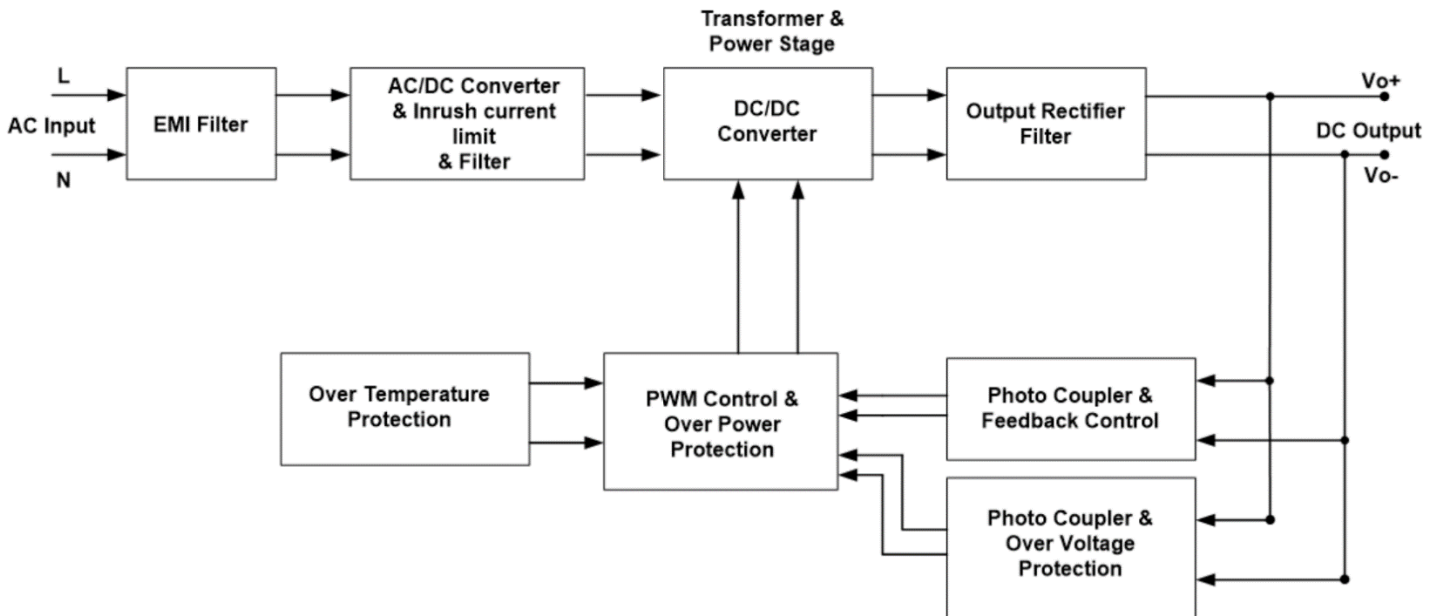 Transformer &
Power Stage
L
AC Input
N
EMI Filter
AC/DC Converter
& Inrush current
limit
& Filter
DC/DC
Converter
Output Rectifier
Filter
Vo+
DC Output
Vo-
Over Temperature
Protection
PWM Control &
Over Power
Protection
Photo Coupler &
Feedback Control
Photo Coupler &
Over Voltage
Protection